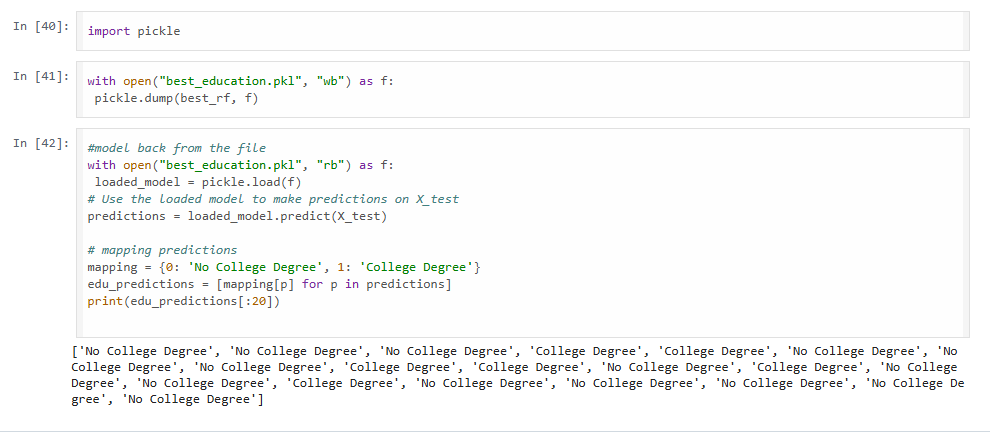 In [40]: import pickle
In [41]: with open("best_education.pkl", "wb") as f:
 pickle.dump(best_rf, f)
In [42]: #model back from the file
with open("best_education.pkl", "rb") as f:
 loaded_model = pickle.load(f)
# Use the loaded model to make predictions on X_test
predictions = loaded_model.predict(X_test)
# mapping predictions
mapping = {0: 'No College Degree', 1: 'College Degree'}
edu_predictions = [mapping[p] for p in predictions]
print(edu_predictions[:20])
['No College Degree', 'No College Degree', 'No College Degree', 'College Degree', 'College Degree', 'No College Degree', 'No
College Degree', 'No College Degree', 'College Degree', 'College Degree', 'No College Degree', 'College Degree', 'No College
Degree', 'No College Degree', 'College Degree', 'No College Degree', 'No College Degree', 'No College Degree', 'No College De
gree', 'No College Degree']